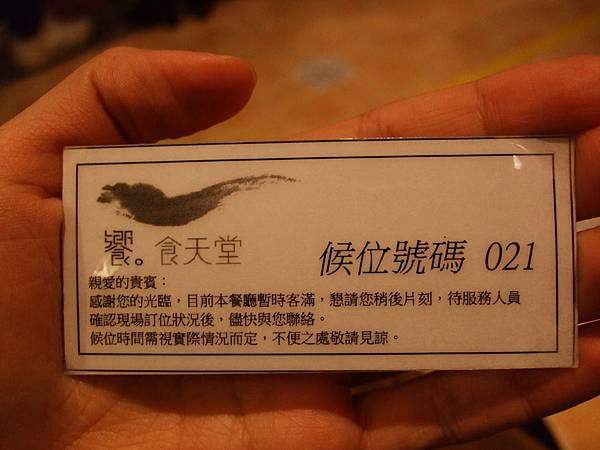 饗。食天堂
候位號碼 021
親愛的貴賓：
感謝您的光臨，目前本餐廳暫時客滿，懇請您稍後片刻，待服務人員
確認現場訂位狀況後，儘快與您聯絡。
候位時間需視實際情況而定，不便之處敬請見諒。